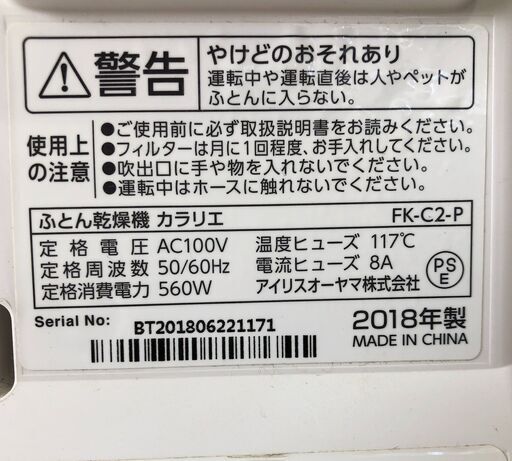 警告
やけどのおそれあり
運転中や運転直後は人やペットが
ふとんに入らない。
使用上
の注意
●ご使用前に必ず取扱説明書をお読みください。
●フィルターは月に1回程度、お手入れしてください。
●吹出口に手や物を入れないでください。
●運転中はホースに触れないでください。
ふとん乾燥機 カラリエ FK-C2-P
定格電圧 AC100V 温度ヒューズ 117℃
定格周波数 50/60Hz 電流ヒューズ 8A
定格消費電力 560W アイリスオーヤマ株式会社
PS
E
Serial No: BT201806221171
2018年製
MADE IN CHINA